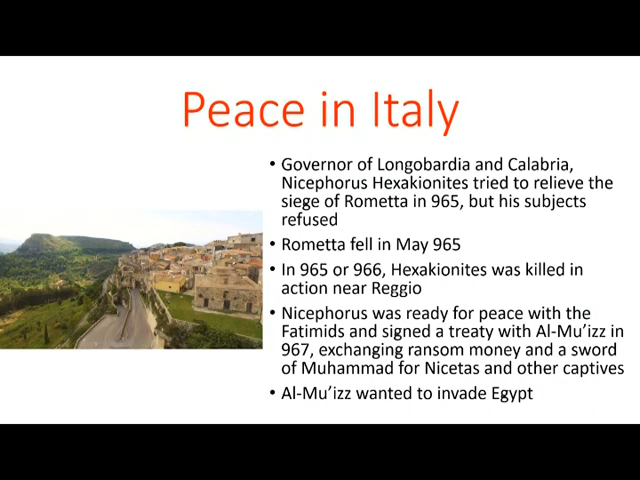 Peace in Italy
• Governor of Longobardia and Calabria,
Nicephorus Hexakionites tried to relieve the
siege of Rometta in 965, but his subjects
refused
• Rometta fell in May 965
• In 965 or 966, Hexakionites was killed in
action near Reggio
• Nicephorus was ready for peace with the
Fatimids and signed a treaty with Al-Mu’izz in
967, exchanging ransom money and a sword
of Muhammad for Nicetas and other captives
• Al-Mu’izz wanted to invade Egypt